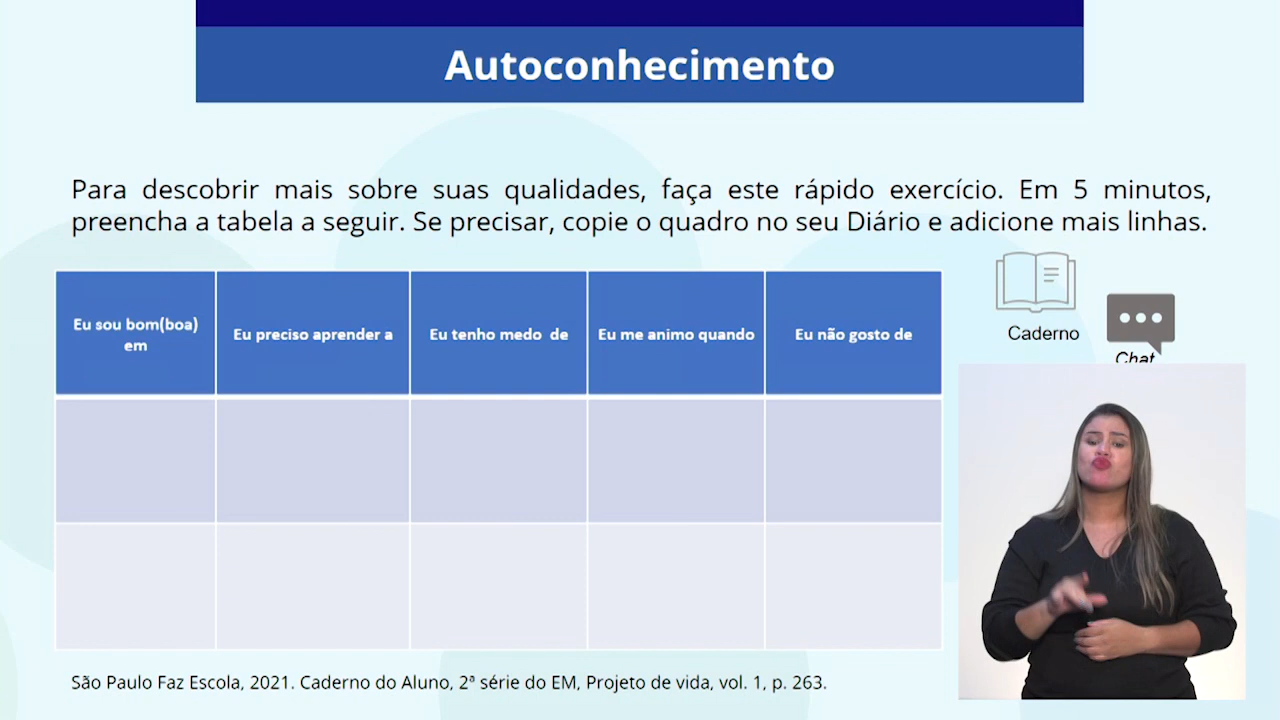 Autoconhecimento
Para descobrir mais sobre suas qualidades, faça este rápido exercício. Em 5 minutos,
preencha a tabela a seguir. Se precisar, copie o quadro no seu Diário e adicione mais linhas.
Eu sou bom(boa)
em
Eu preciso aprender a
Eu tenho medo de
Eu me animo quando
Eu não gosto de
Caderno
Chat
São Paulo Faz Escola, 2021. Caderno do Aluno, 2ª série do EM, Projeto de vida, vol. 1, p. 263.